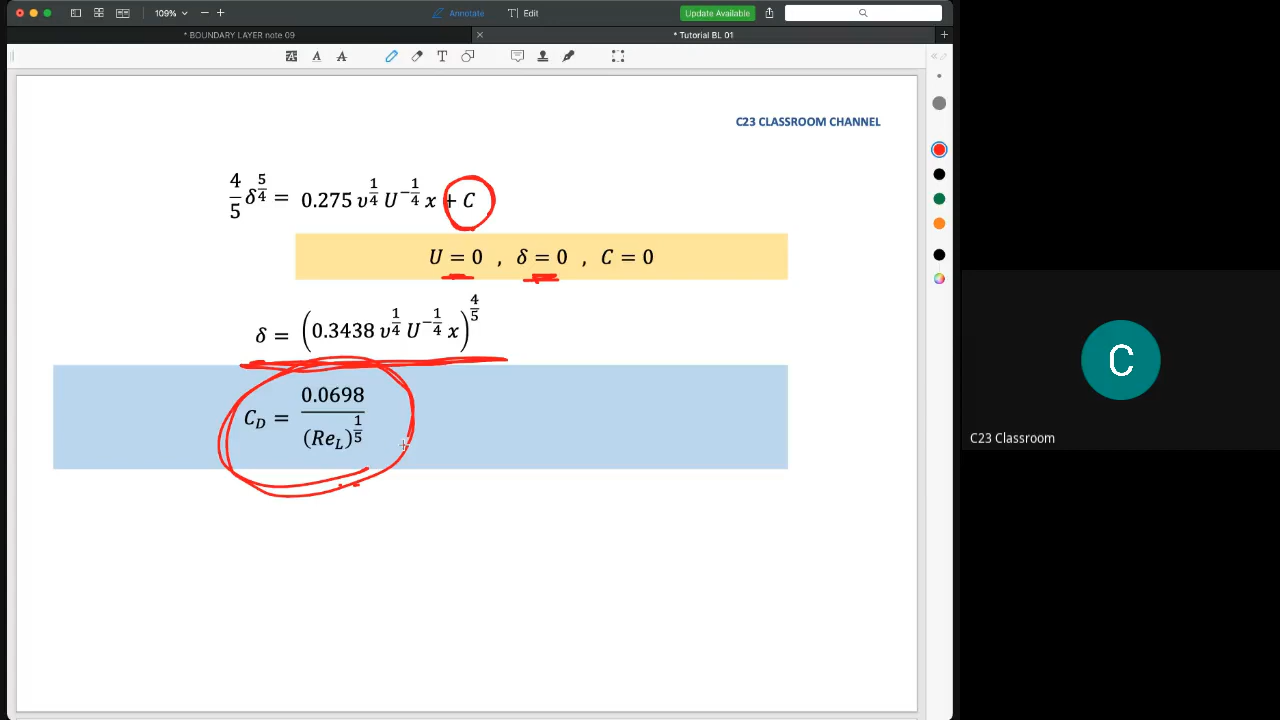 109%
Annotate
Edit
Update Available
* BOUNDARY LAYER note 09
* Tutorial BL 01
C23 CLASSROOM CHANNEL
4/5 δ^(5/4) = 0.275 υ^(1/4) U^(−1/4) x + C
U = 0 , δ = 0 , C = 0
δ = (0.3438 υ^(1/4) U^(−1/4) x)^(4/5)
C_D = 0.0698 / (Re_L)^(1/5)
C
C23 Classroom